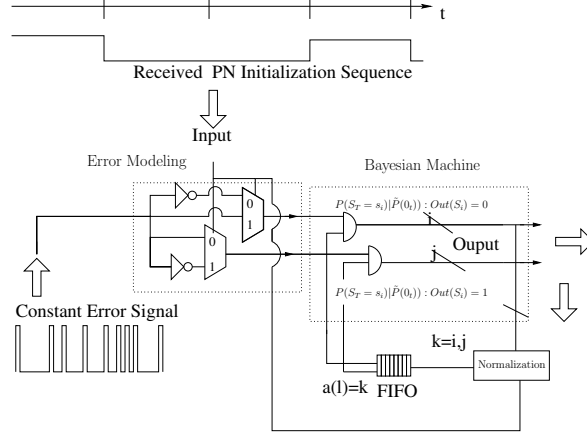 t
Received PN Initialization Sequence
Input
Error Modeling
Bayesian Machine
0
1
0
1
P(S_T = s_i)|P̄(0_t)) : Out(S_i) = 0
i
Ouput
j
P(S_T = s_i)|P̄(0_t)) : Out(S_i) = 1
Constant Error Signal
k=i,j
Normalization
a(l)=k
FIFO